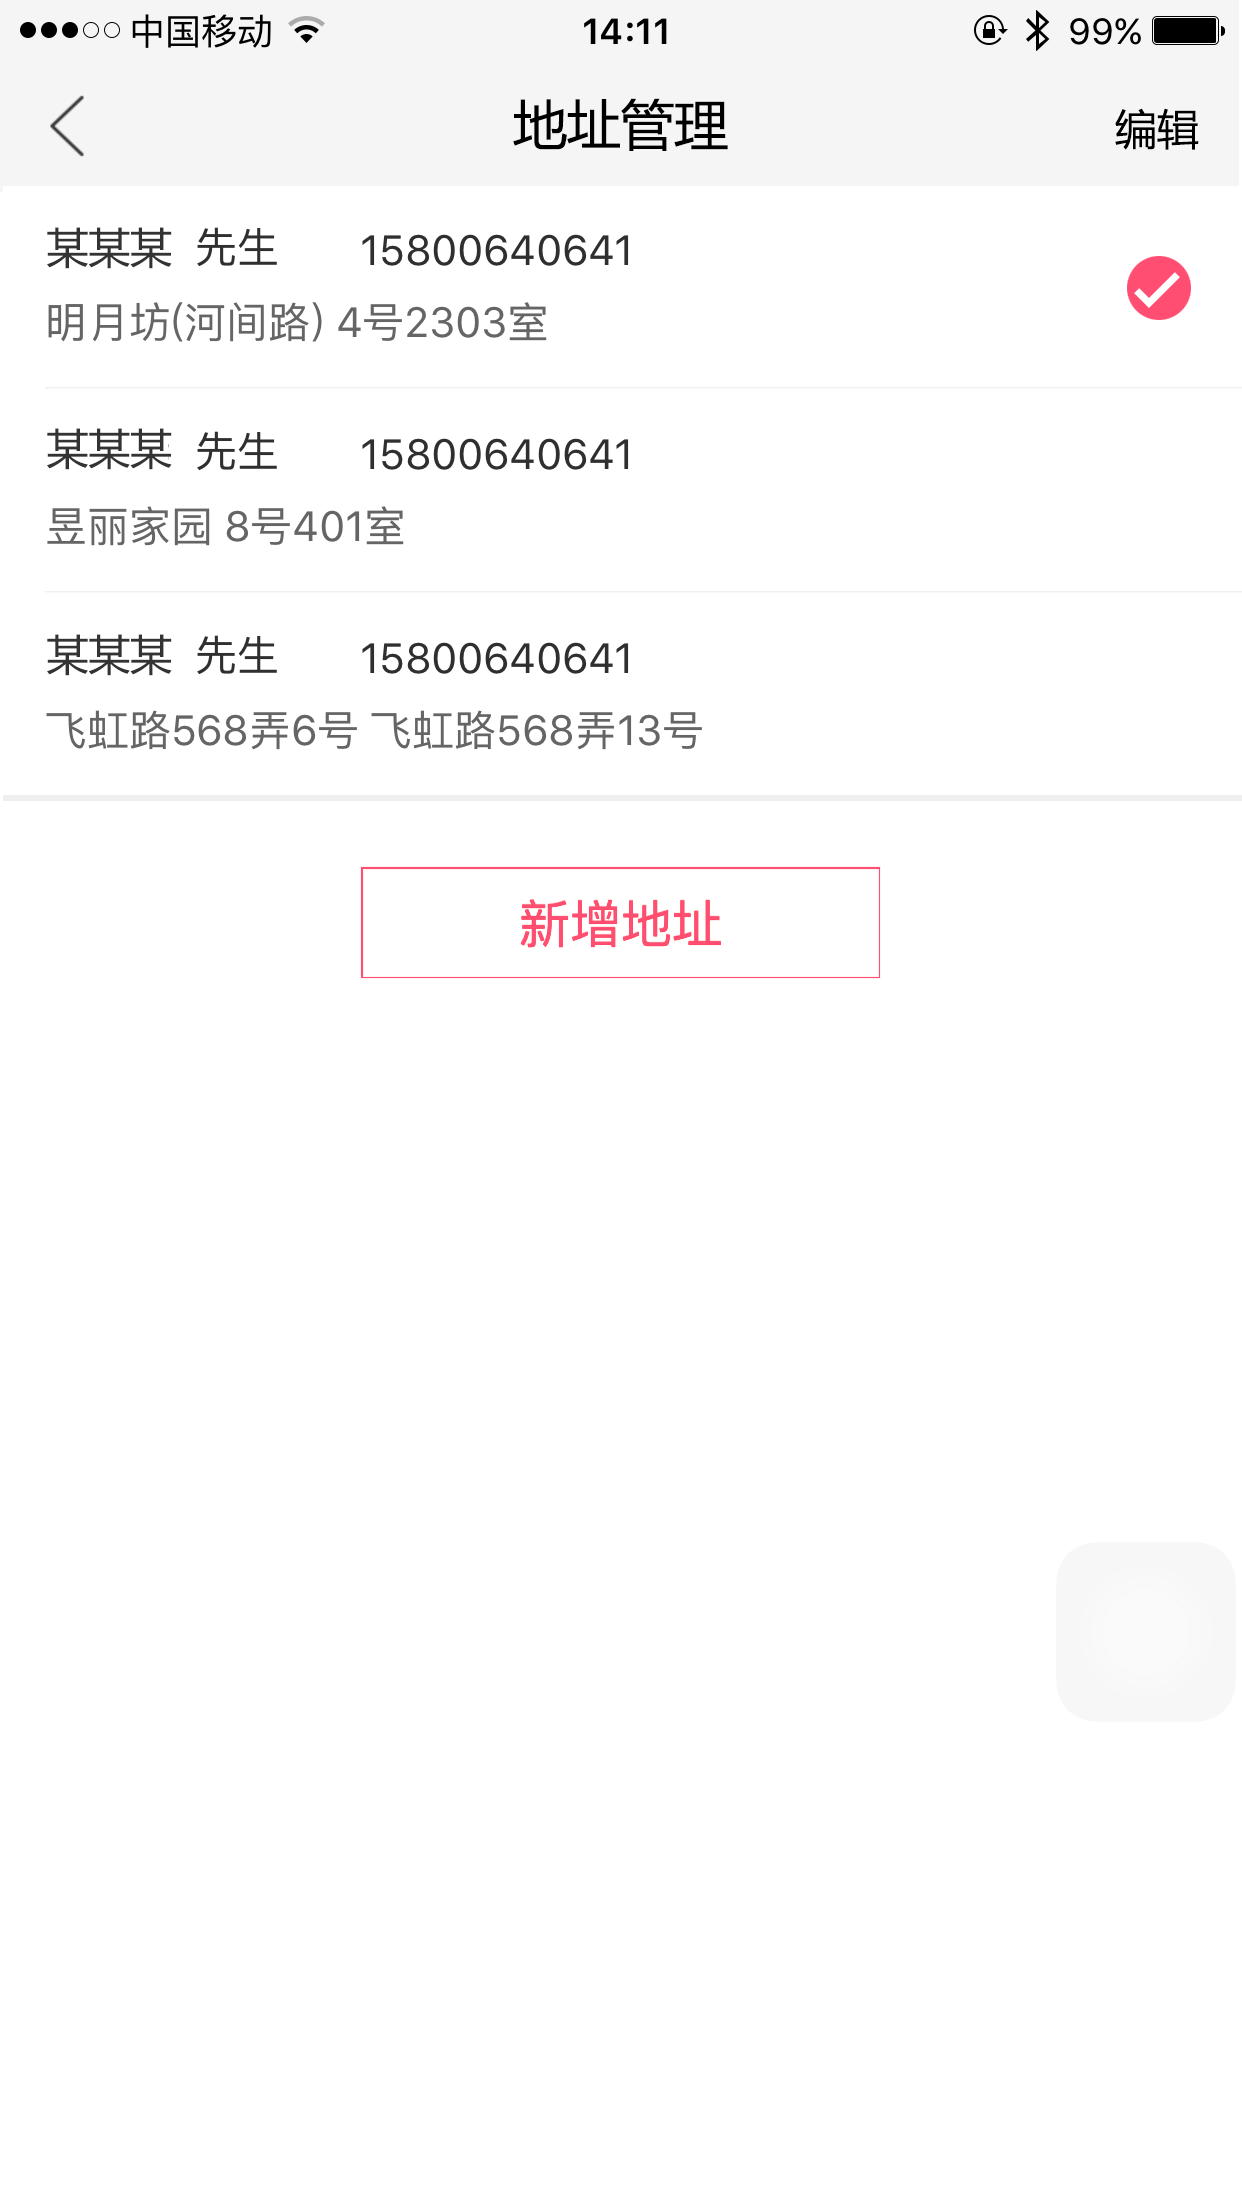 中国移动 14:11 99%
地址管理 编辑
某某某 先生 15800640641
明月坊(河间路) 4号2303室
某某某 先生 15800640641
昱丽家园 8号401室
某某某 先生 15800640641
飞虹路568弄6号 飞虹路568弄13号
新增地址